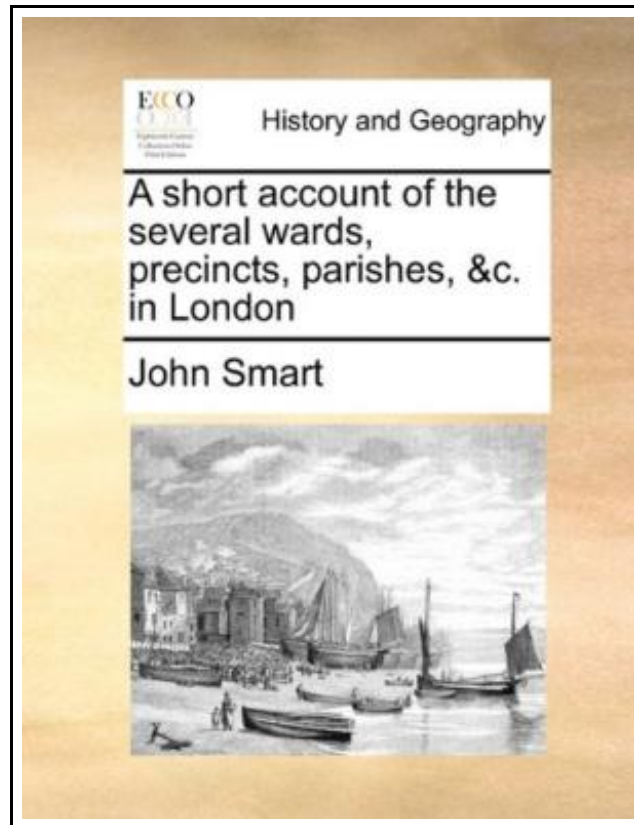 ECCO
History and Geography
A short account of the
several wards,
precincts, parishes, &c.
in London
John Smart